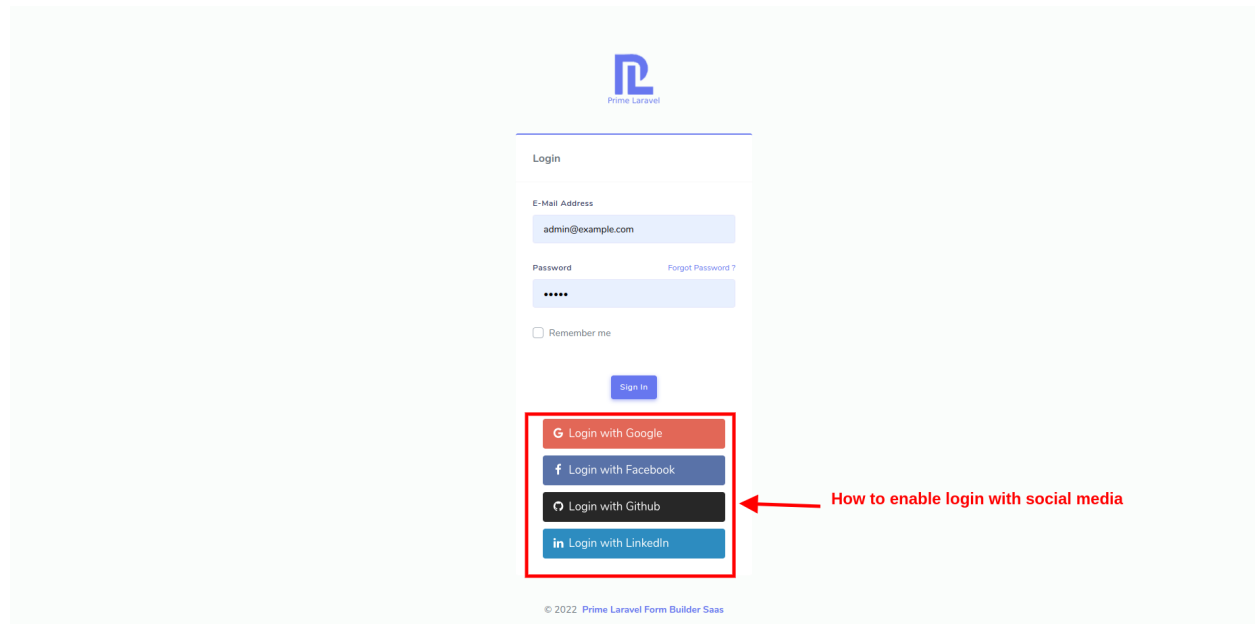 Prime Laravel
Login
E-Mail Address
admin@example.com
Password Forgot Password ?
•••••
Remember me
Sign In
G Login with Google
f Login with Facebook
Login with Github
How to enable login with social media
in Login with LinkedIn
© 2022 Prime Laravel Form Builder Saas